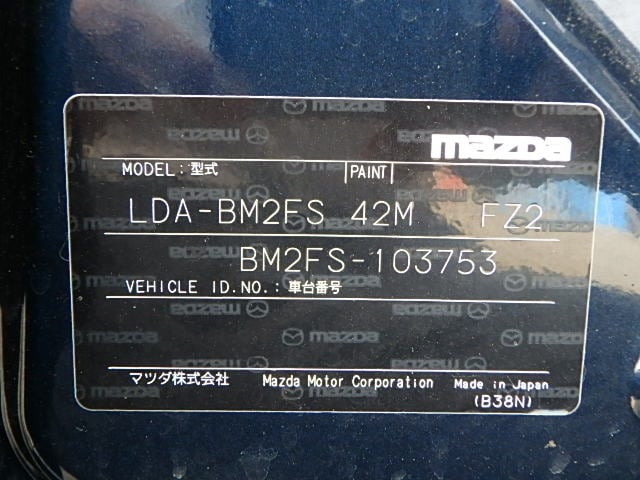 mazda
MODEL:型式 PAINT
LDA-BM2FS 42M FZ2
BM2FS-103753
VEHICLE ID.NO.:車台番号
マツダ株式会社 Mazda Motor Corporation Made in Japan
(B38N)